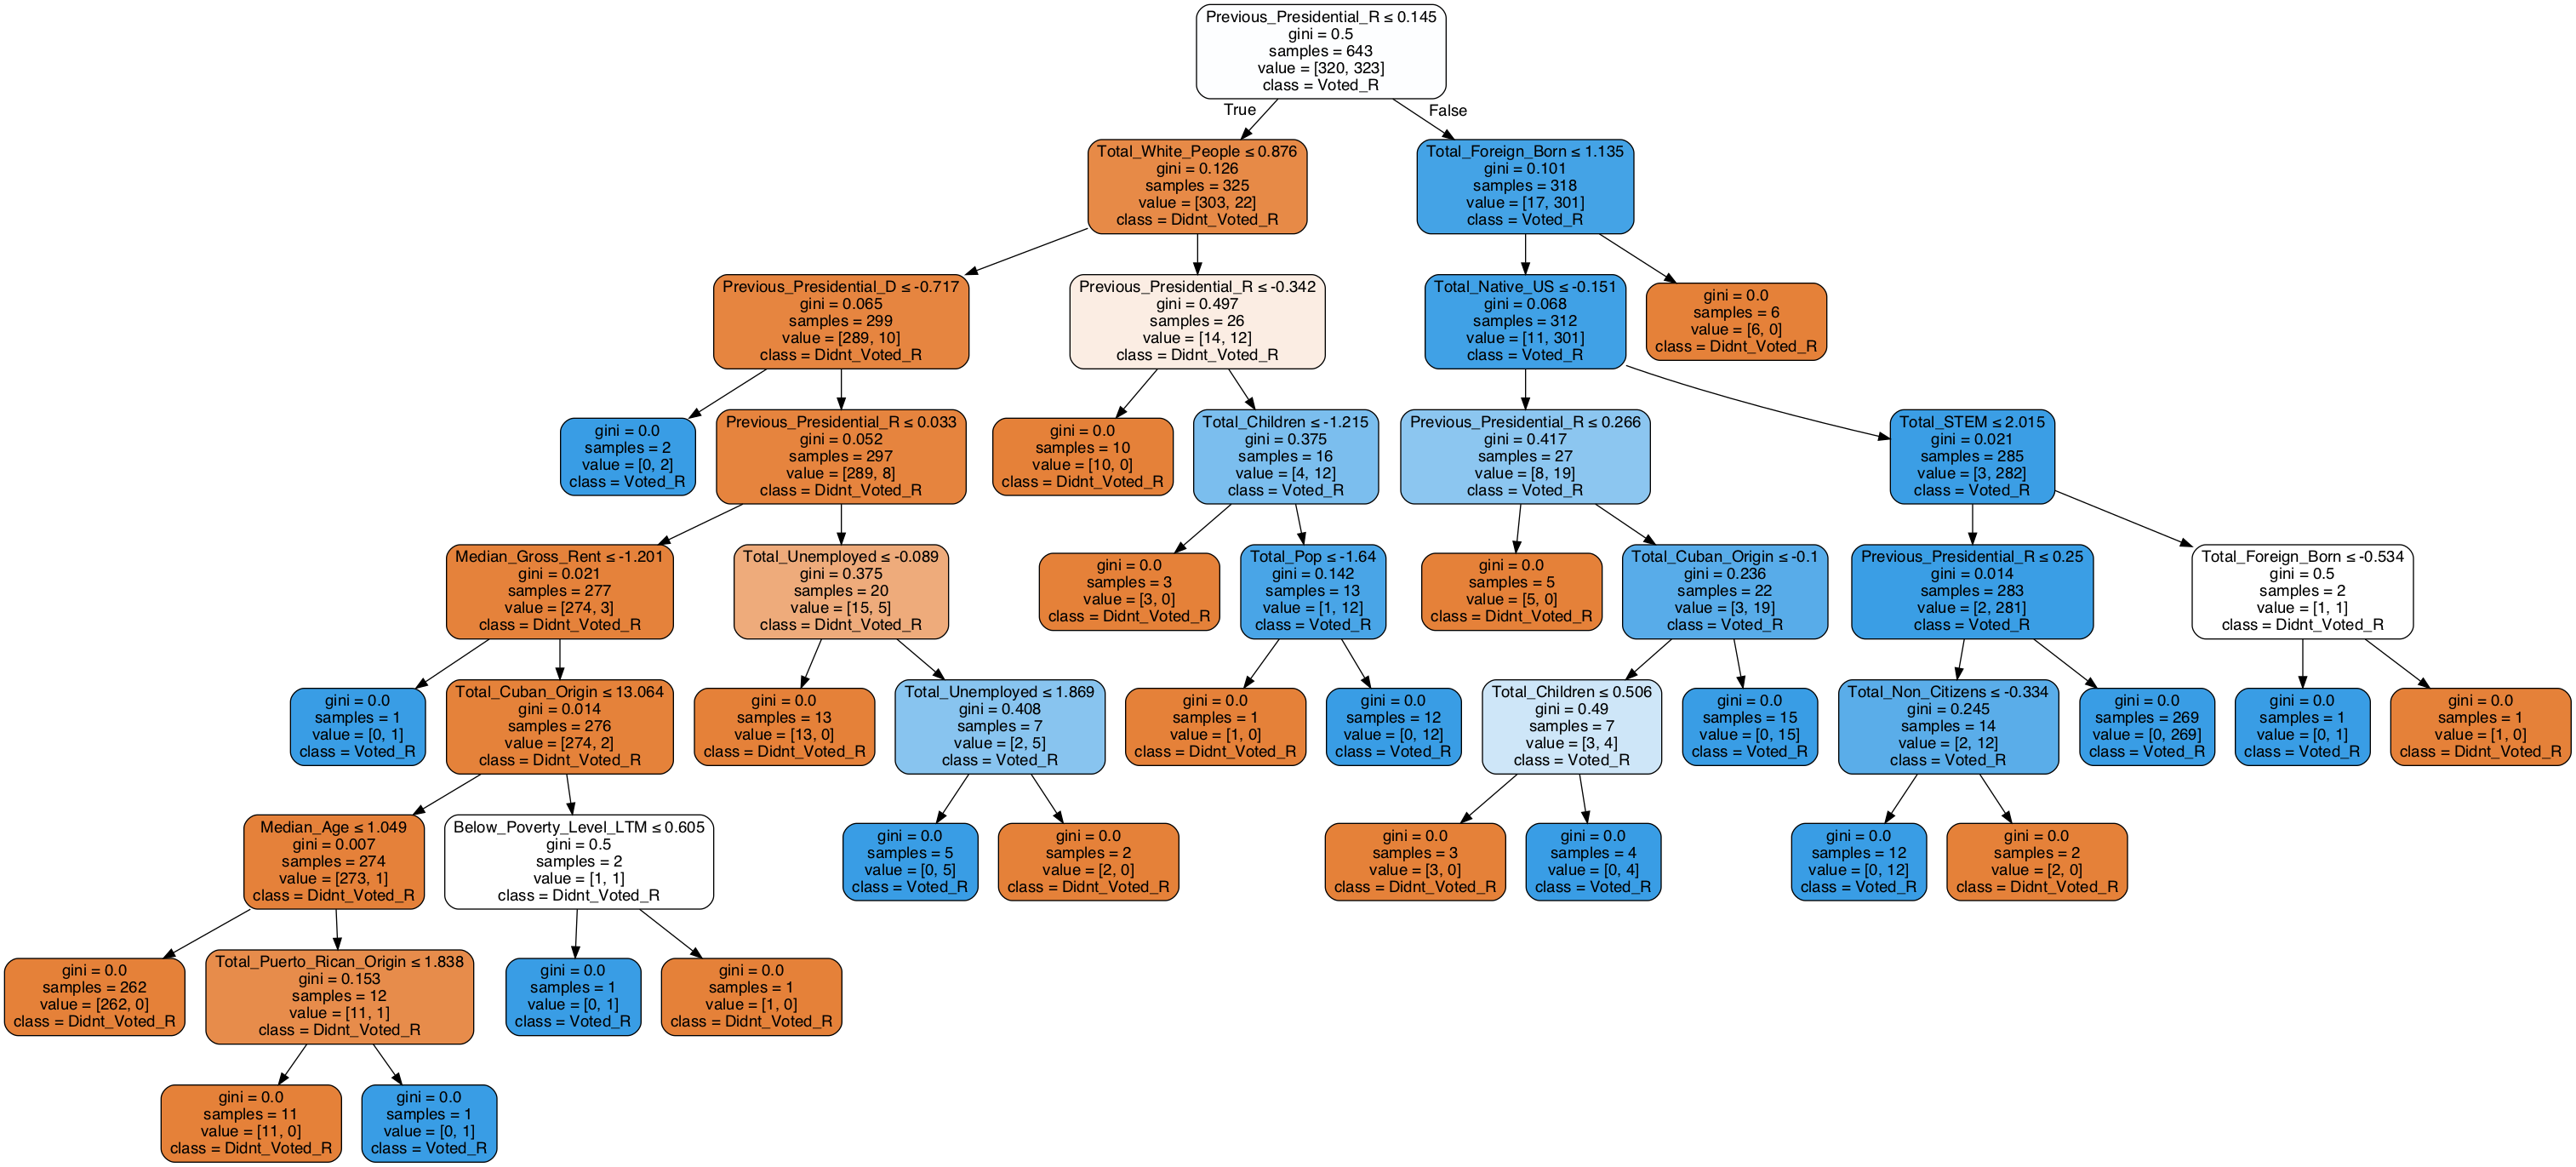 Previous_Presidential_R ≤ 0.145
gini = 0.5
samples = 643
value = [320, 323]
class = Voted_R
True
False
Total_White_People ≤ 0.876
gini = 0.126
samples = 325
value = [303, 22]
class = Didnt_Voted_R
Total_Foreign_Born ≤ 1.135
gini = 0.101
samples = 318
value = [17, 301]
class = Voted_R
Previous_Presidential_D ≤ -0.717
gini = 0.065
samples = 299
value = [289, 10]
class = Didnt_Voted_R
Previous_Presidential_R ≤ -0.342
gini = 0.497
samples = 26
value = [14, 12]
class = Didnt_Voted_R
Total_Native_US ≤ -0.151
gini = 0.068
samples = 312
value = [11, 301]
class = Voted_R
gini = 0.0
samples = 6
value = [6, 0]
class = Didnt_Voted_R
gini = 0.0
samples = 2
value = [0, 2]
class = Voted_R
Previous_Presidential_R ≤ 0.033
gini = 0.052
samples = 297
value = [289, 8]
class = Didnt_Voted_R
gini = 0.0
samples = 10
value = [10, 0]
class = Didnt_Voted_R
Total_Children ≤ -1.215
gini = 0.375
samples = 16
value = [4, 12]
class = Voted_R
Previous_Presidential_R ≤ 0.266
gini = 0.417
samples = 27
value = [8, 19]
class = Voted_R
Total_STEM ≤ 2.015
gini = 0.021
samples = 285
value = [3, 282]
class = Voted_R
Median_Gross_Rent ≤ -1.201
gini = 0.021
samples = 277
value = [274, 3]
class = Didnt_Voted_R
Total_Unemployed ≤ -0.089
gini = 0.375
samples = 20
value = [15, 5]
class = Didnt_Voted_R
gini = 0.0
samples = 3
value = [3, 0]
class = Didnt_Voted_R
Total_Pop ≤ -1.64
gini = 0.142
samples = 13
value = [1, 12]
class = Voted_R
gini = 0.0
samples = 5
value = [5, 0]
class = Didnt_Voted_R
Total_Cuban_Origin ≤ -0.1
gini = 0.236
samples = 22
value = [3, 19]
class = Voted_R
Previous_Presidential_R ≤ 0.25
gini = 0.014
samples = 283
value = [2, 281]
class = Voted_R
Total_Foreign_Born ≤ -0.534
gini = 0.5
samples = 2
value = [1, 1]
class = Didnt_Voted_R
gini = 0.0
samples = 1
value = [0, 1]
class = Voted_R
Total_Cuban_Origin ≤ 13.064
gini = 0.014
samples = 276
value = [274, 2]
class = Didnt_Voted_R
gini = 0.0
samples = 13
value = [13, 0]
class = Didnt_Voted_R
Total_Unemployed ≤ 1.869
gini = 0.408
samples = 7
value = [2, 5]
class = Voted_R
gini = 0.0
samples = 1
value = [1, 0]
class = Didnt_Voted_R
gini = 0.0
samples = 12
value = [0, 12]
class = Voted_R
Total_Children ≤ 0.506
gini = 0.49
samples = 7
value = [3, 4]
class = Voted_R
gini = 0.0
samples = 15
value = [0, 15]
class = Voted_R
Total_Non_Citizens ≤ -0.334
gini = 0.245
samples = 14
value = [2, 12]
class = Voted_R
gini = 0.0
samples = 269
value = [0, 269]
class = Voted_R
gini = 0.0
samples = 1
value = [0, 1]
class = Voted_R
gini = 0.0
samples = 1
value = [1, 0]
class = Didnt_Voted_R
Median_Age ≤ 1.049
gini = 0.007
samples = 274
value = [273, 1]
class = Didnt_Voted_R
Below_Poverty_Level_LTM ≤ 0.605
gini = 0.5
samples = 2
value = [1, 1]
class = Didnt_Voted_R
gini = 0.0
samples = 5
value = [0, 5]
class = Voted_R
gini = 0.0
samples = 2
value = [2, 0]
class = Didnt_Voted_R
gini = 0.0
samples = 3
value = [3, 0]
class = Didnt_Voted_R
gini = 0.0
samples = 4
value = [0, 4]
class = Voted_R
gini = 0.0
samples = 12
value = [0, 12]
class = Voted_R
gini = 0.0
samples = 2
value = [2, 0]
class = Didnt_Voted_R
gini = 0.0
samples = 262
value = [262, 0]
class = Didnt_Voted_R
Total_Puerto_Rican_Origin ≤ 1.838
gini = 0.153
samples = 12
value = [11, 1]
class = Didnt_Voted_R
gini = 0.0
samples = 1
value = [0, 1]
class = Voted_R
gini = 0.0
samples = 1
value = [1, 0]
class = Didnt_Voted_R
gini = 0.0
samples = 11
value = [11, 0]
class = Didnt_Voted_R
gini = 0.0
samples = 1
value = [0, 1]
class = Voted_R